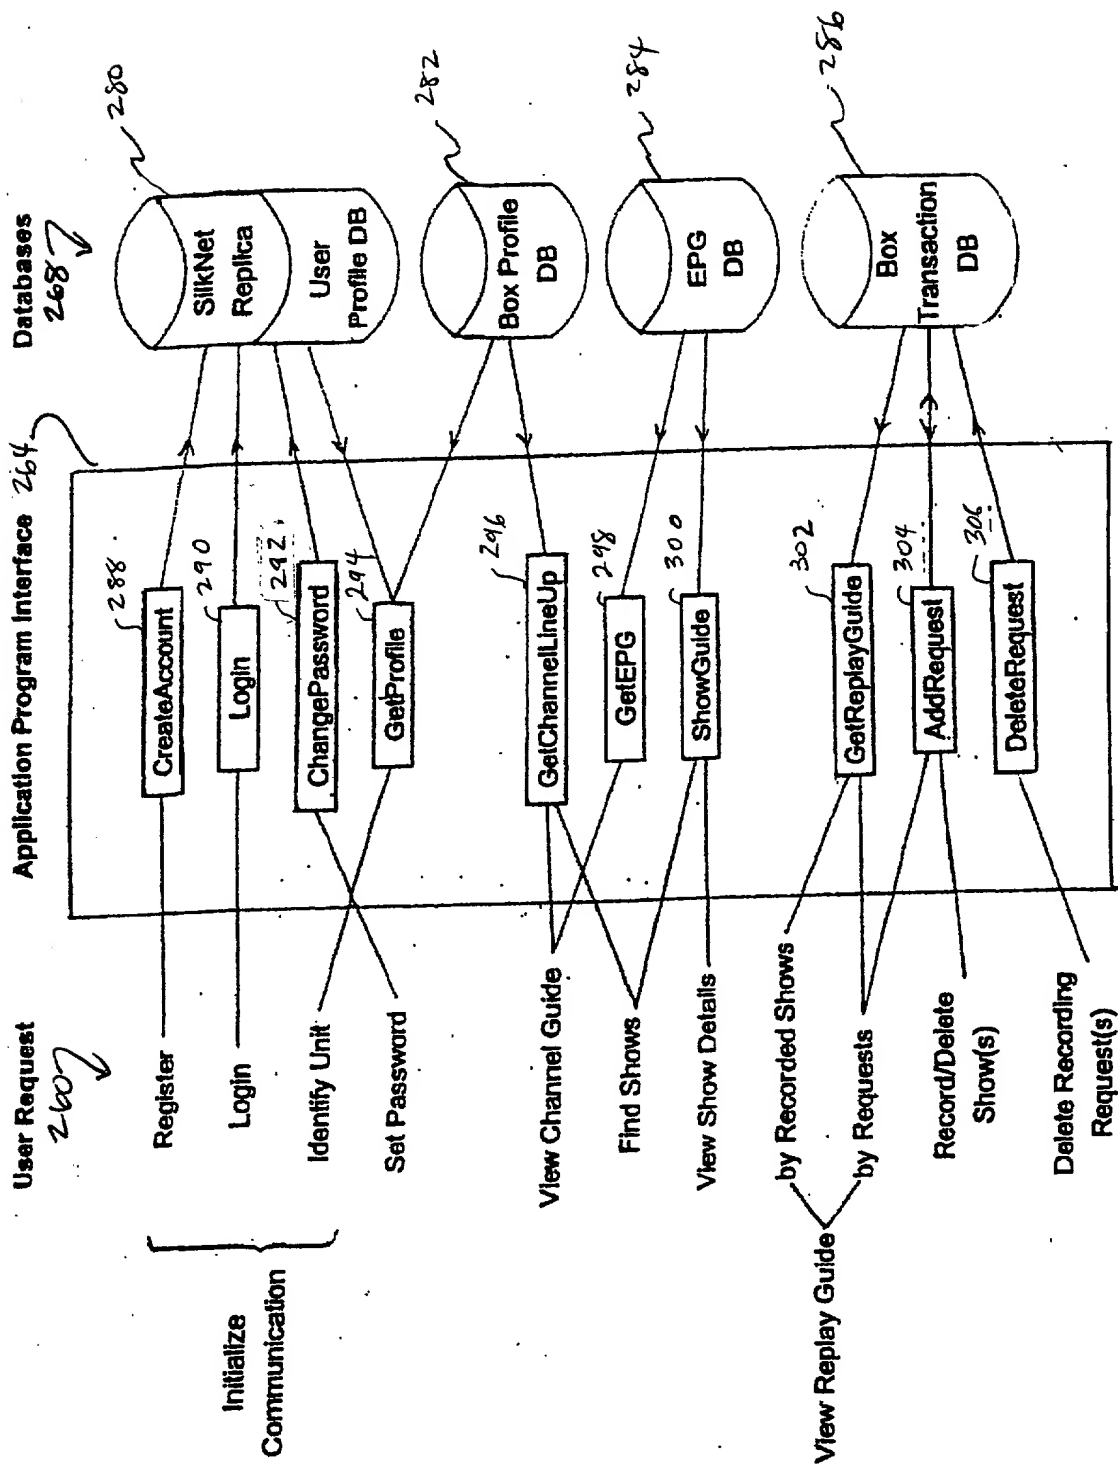 User Request
260
Application Program Interface 264
Databases
268
Initialize
Communication
Register
Login
Identify Unit
Set Password
View Channel Guide
Find Shows
View Show Details
View Replay Guide
by Recorded Shows
by Requests
Record/Delete
Show(s)
Delete Recording
Request(s)
288
CreateAccount
290
Login
292
ChangePassword
294
GetProfile
296
GetChannelLineUp
298
GetEPG
300
ShowGuide
302
GetReplayGuide
304
AddRequest
306
DeleteRequest
280
SilkNet
Replica
User
Profile DB
282
Box Profile
DB
284
EPG
DB
286
Box
Transaction
DB